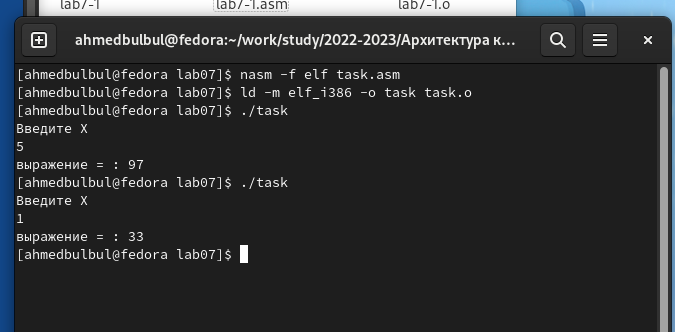 lab7-1 lab7-1.asm lab7-1.o
ahmedbulbul@fedora:~/work/study/2022-2023/Архитектура к...
[ahmedbulbul@fedora lab07]$ nasm -f elf task.asm
[ahmedbulbul@fedora lab07]$ ld -m elf_i386 -o task task.o
[ahmedbulbul@fedora lab07]$ ./task
Введите X
5
выражение = : 97
[ahmedbulbul@fedora lab07]$ ./task
Введите X
1
выражение = : 33
[ahmedbulbul@fedora lab07]$